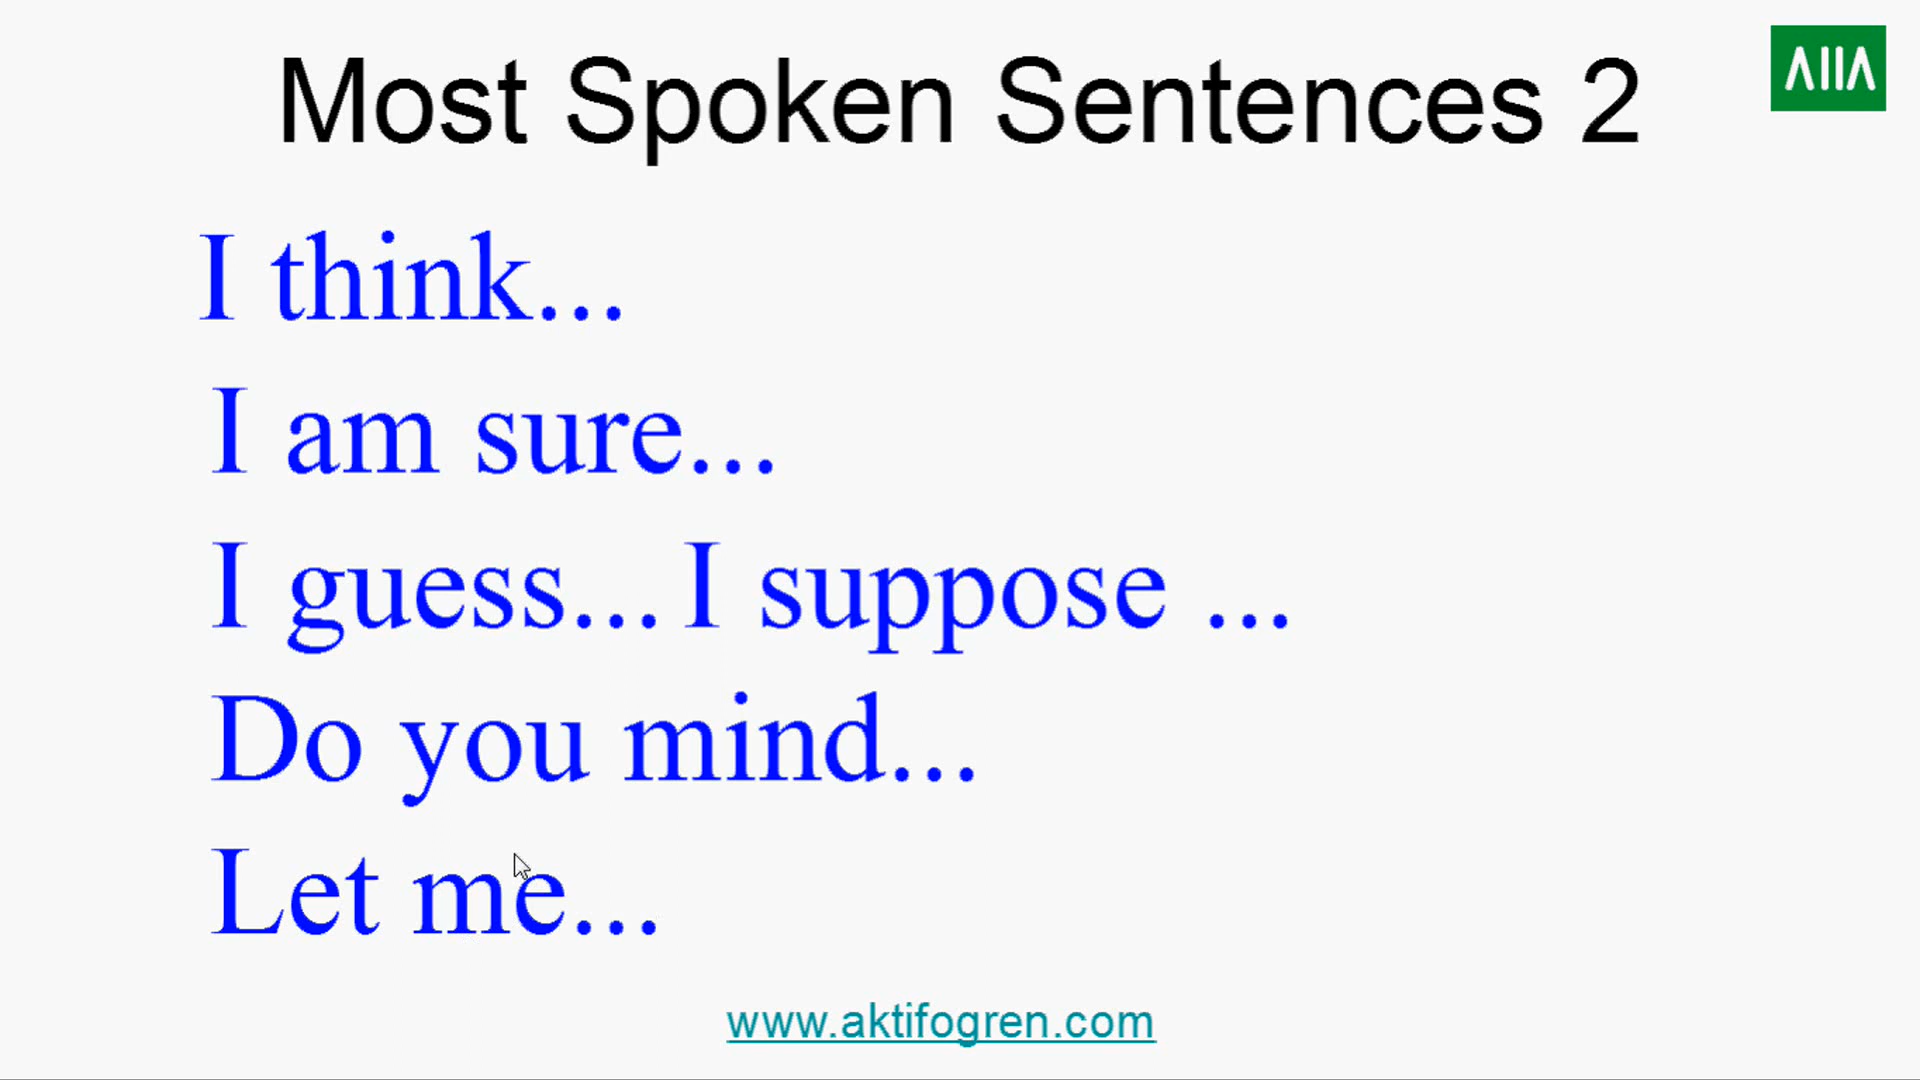 Most Spoken Sentences 2
I think...
I am sure...
I guess... I suppose ...
Do you mind...
Let me...
www.aktifogren.com